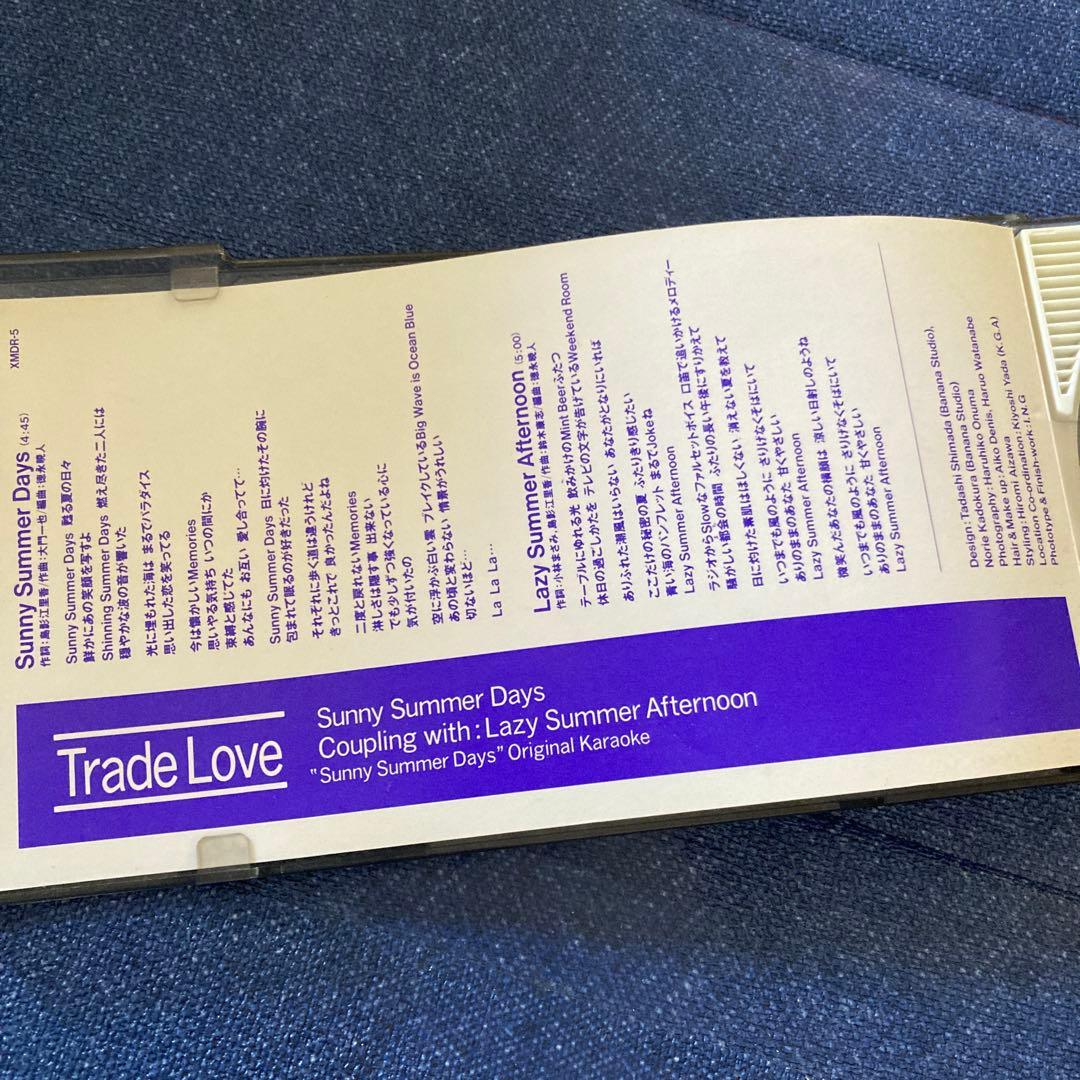 XMDR-5
Sunny Summer Days (4:45)
作詞:鳥影江里香/作曲:大門一也/編曲:徳永暁人
Sunny Summer Days 甦る夏の日々
鮮かにあの笑顔を写すよ
Shinning Summer Days 燃え尽きた二人には
穏やかな波の音が響いた
光に埋もれた海は まるでパラダイス
思い出した恋を笑ってる
今は懐かしいMemories
思いやる気持ち いつの間にか
束縛と感じてた
あんなにも お互い 愛し合ってて…
Sunny Summer Days 日に灼けたその腕に
包まれて眠るのが好きだった
それぞれに歩く道は違うけれど
きっとこれで 良かったんだよね
二度と戻れないMemories
淋しさは隠す事 出来ない
でも少しずつ強くなっている心に
気が付いたの
空に浮かぶ白い雲 ブレイクしているBig Wave is Ocean Blue
あの頃と変わらない 情景がうれしい
切ないほど…
La La La…
Lazy Summer Afternoon (5:00)
作詞:小林まさみ,鳥影江里香/作曲:鈴木康志/編曲:徳永暁人
テーブルにゆれる光 飲みかけのMint Beerふたつ
休日の過ごしかたを テレビの文字が告げているWeekend Room
ありふれた潮風はいらない あなたがとなりにいれば
ここだけの秘密の夏 ふたりきり感じたい
青い海のパンフレット まるでJokeね
Lazy Summer Afternoon
ラジオからSlowなファルセットボイス 口笛で追いかけるメロディー
騒がしい都会の時間 ふたりの長い午後にすりかえて
日に灼けた素肌はほしくない 消えない夏を教えて
いつまでも風のように さりげなくそばにいて
ありのままのあなた 甘くやさしい
Lazy Summer Afternoon
微笑んだあなたの横顔は 涼しい日射しのようね
いつまでも風のように さりげなくそばにいて
ありのままのあなた 甘くやさしい
Lazy Summer Afternoon
Design:Tadashi Shimada (Banana Studio),
Norie Kadokura (Banana Studio)
Photography:Haruhiko Onuma
Hair & Make up:Aiko Denis, Haruo Watanabe
Styling:Hiromi Aizawa
Location Co-ordination:Kiyoshi Yada (K.G.A)
Phototype & Finish-work:I.N.G
Trade Love
Sunny Summer Days
Coupling with:Lazy Summer Afternoon
"Sunny Summer Days" Original Karaoke